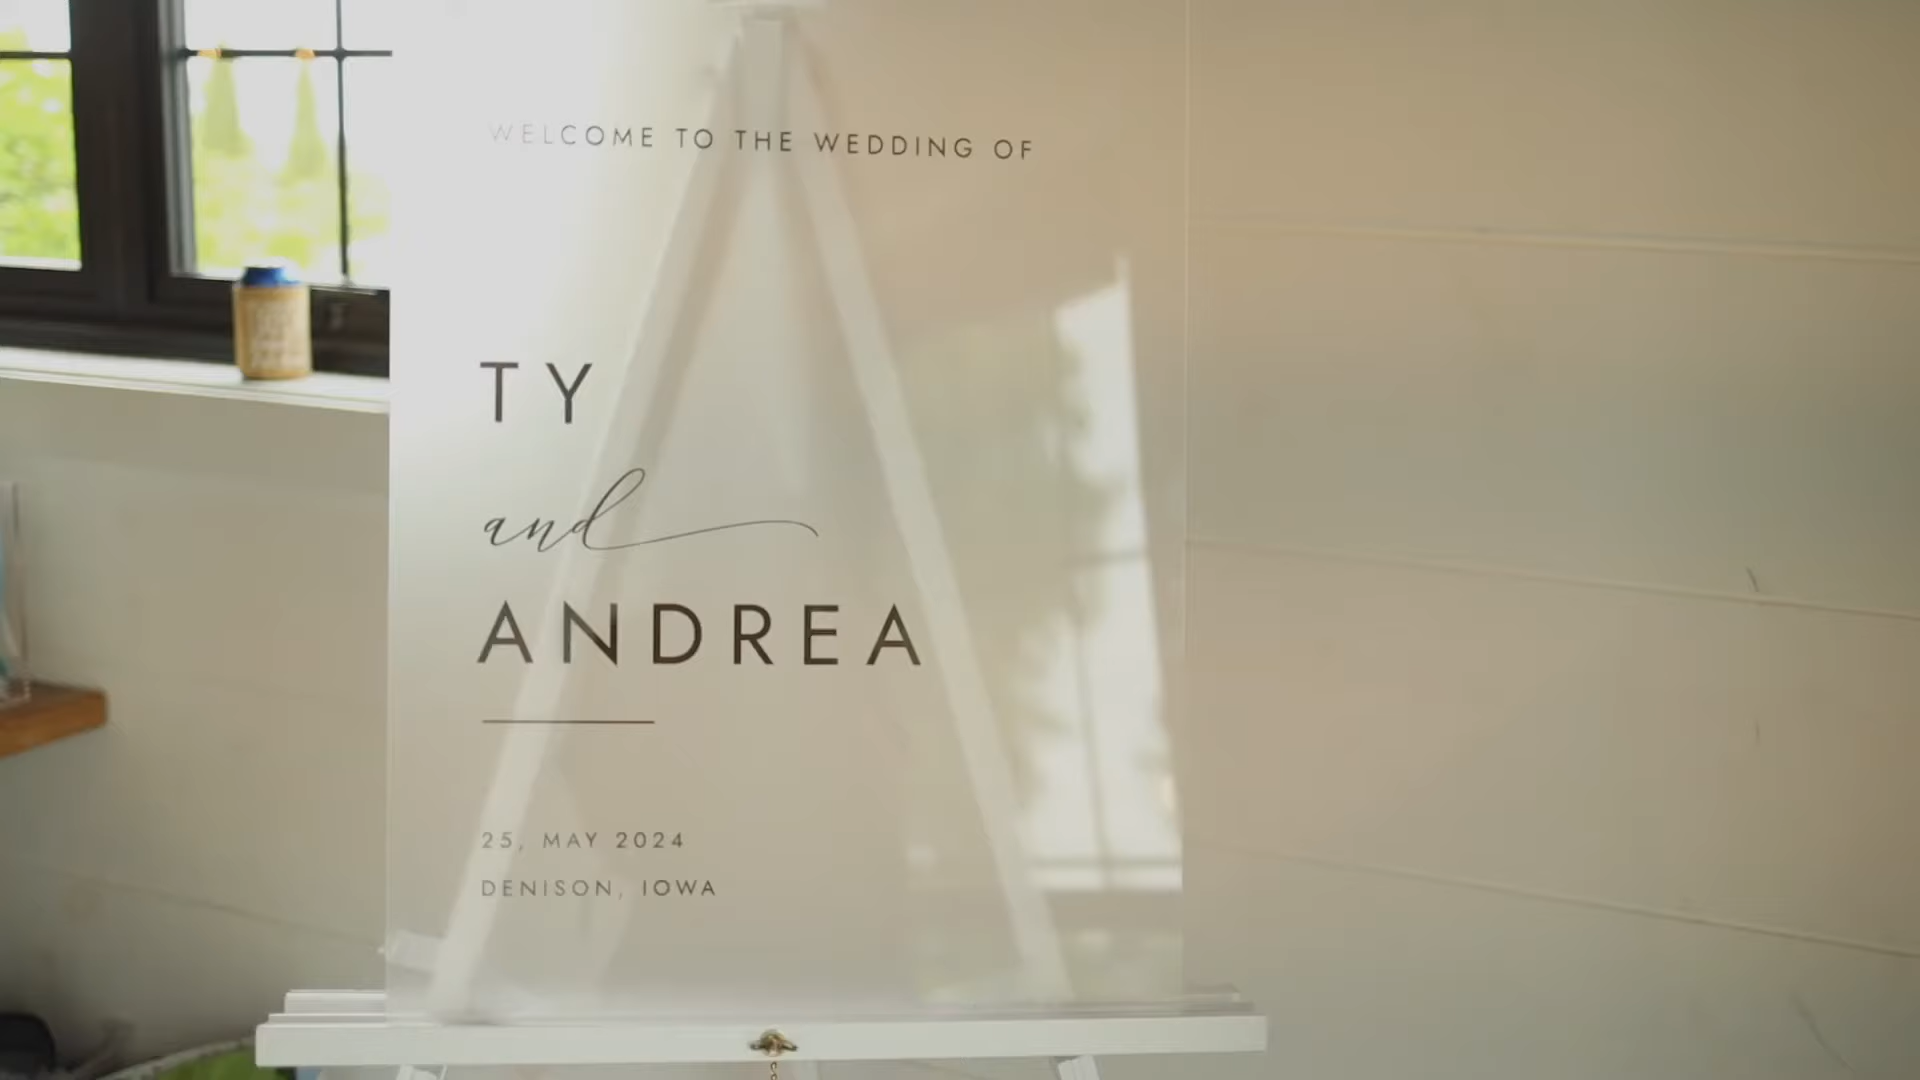 WELCOME TO THE WEDDING OF
TY
and
ANDREA
25, MAY 2024
DENISON, IOWA